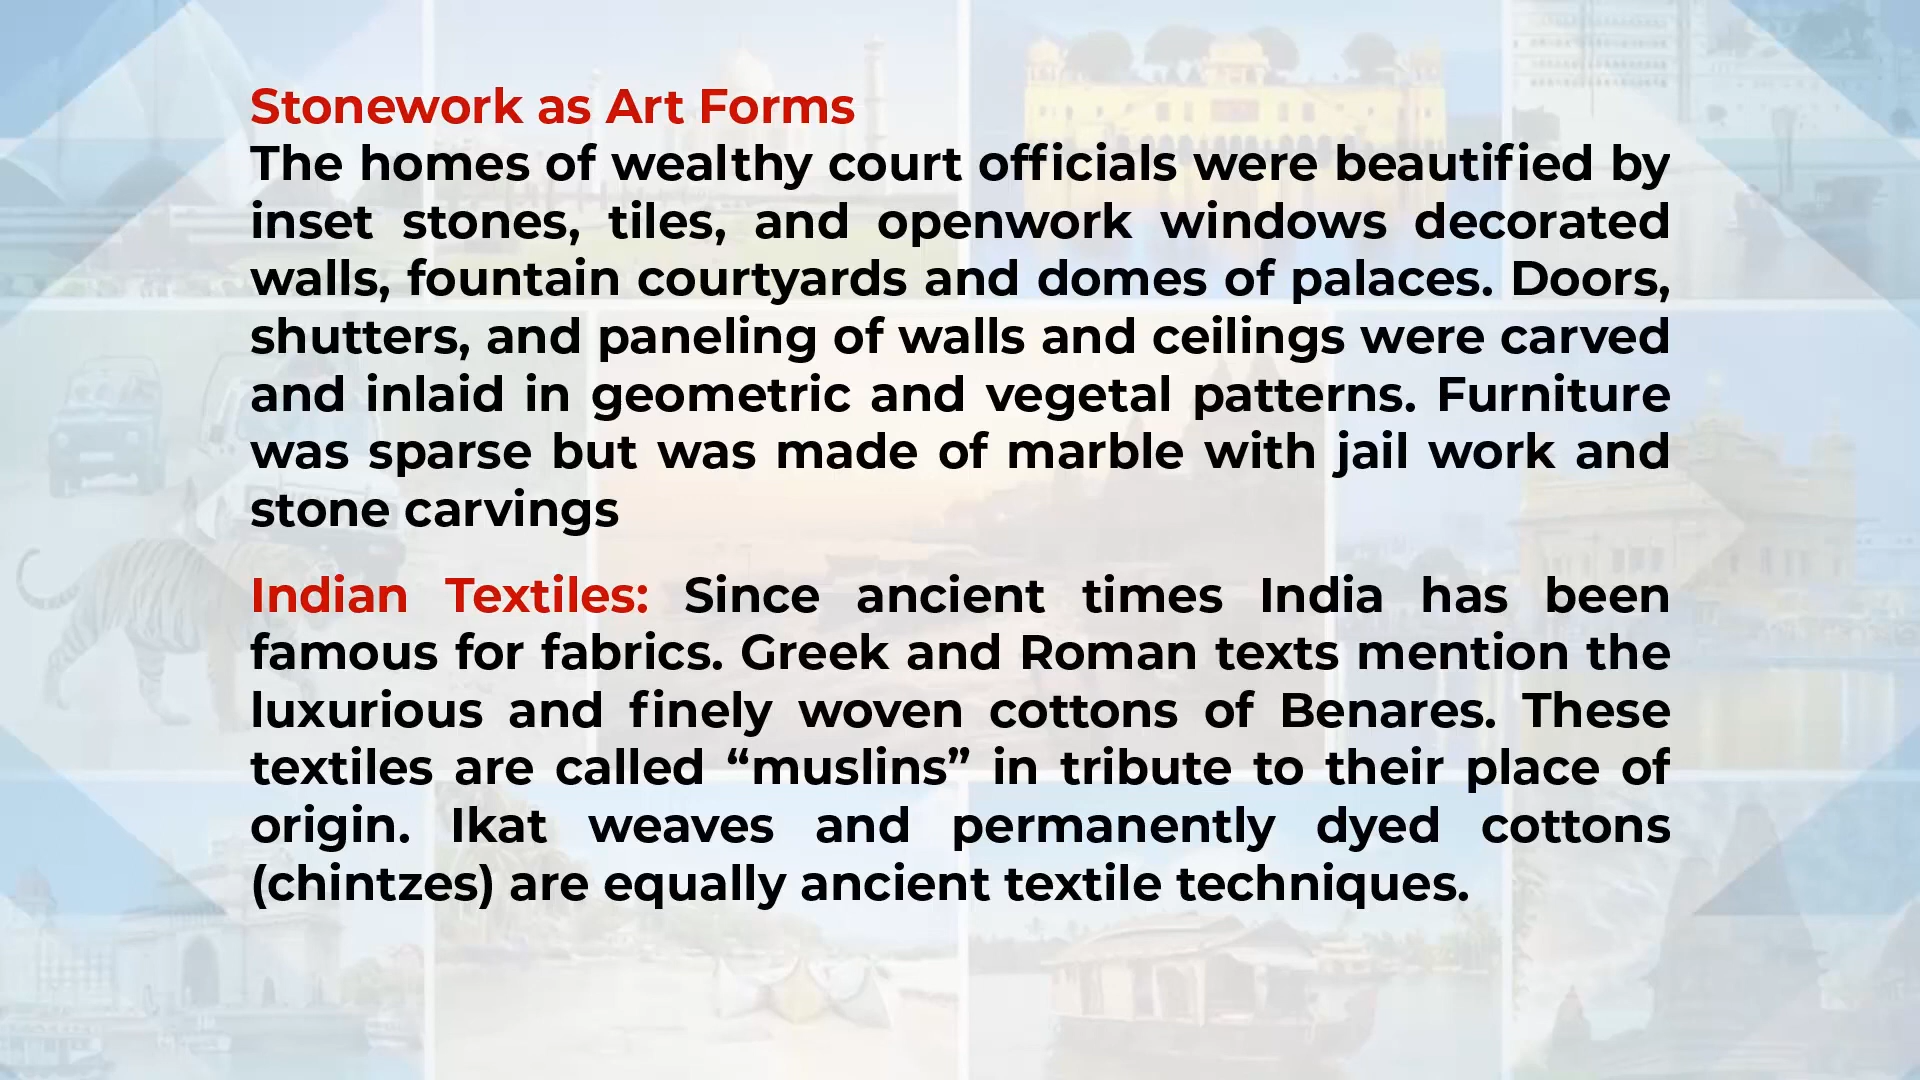 Stonework as Art Forms
The homes of wealthy court officials were beautified by
inset stones, tiles, and openwork windows decorated
walls, fountain courtyards and domes of palaces. Doors,
shutters, and paneling of walls and ceilings were carved
and inlaid in geometric and vegetal patterns. Furniture
was sparse but was made of marble with jail work and
stone carvings
Indian Textiles: Since ancient times India has been
famous for fabrics. Greek and Roman texts mention the
luxurious and finely woven cottons of Benares. These
textiles are called “muslins” in tribute to their place of
origin. Ikat weaves and permanently dyed cottons
(chintzes) are equally ancient textile techniques.